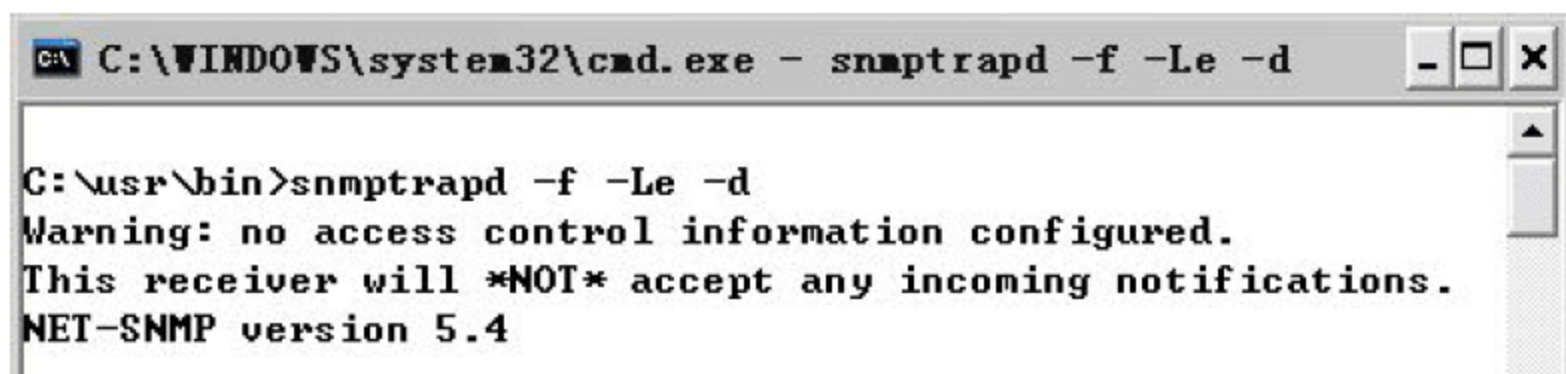 C:\WINDOWS\system32\cmd.exe - snmptrapd -f -Le -d
C:\usr\bin>snmptrapd -f -Le -d
Warning: no access control information configured.
This receiver will *NOT* accept any incoming notifications.
NET-SNMP version 5.4